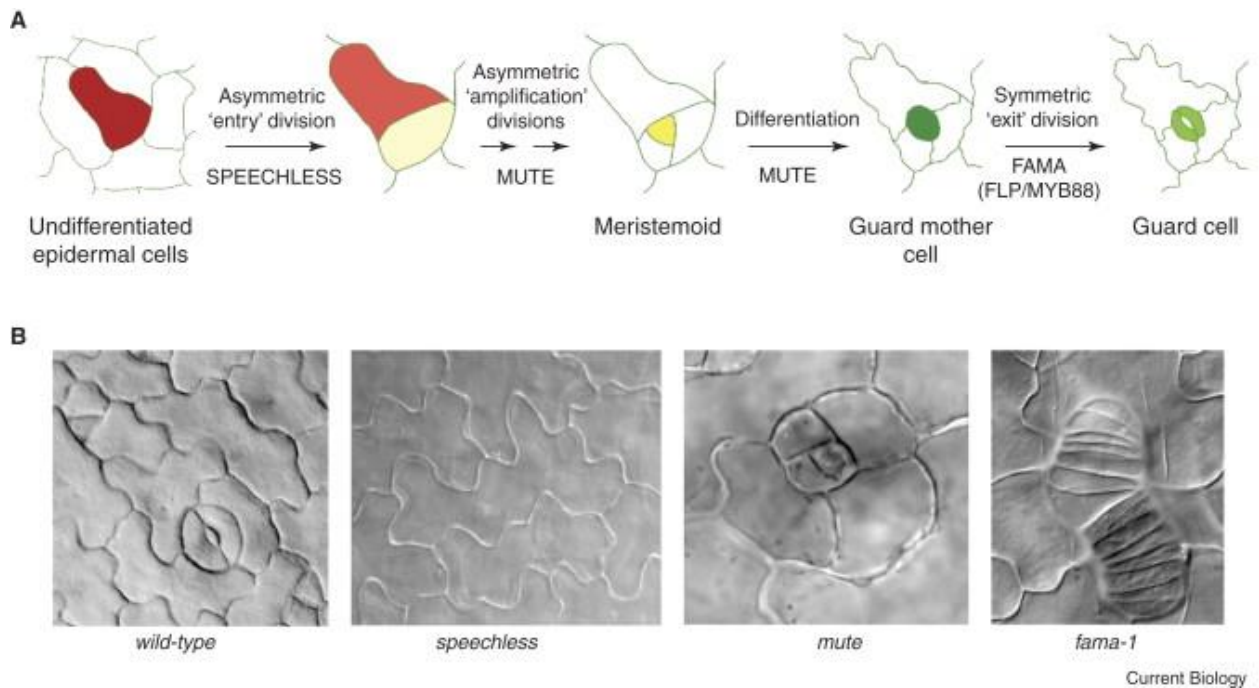 A
Asymmetric
'entry' division
SPEECHLESS
Asymmetric
'amplification'
divisions
MUTE
Differentiation
MUTE
Symmetric
'exit' division
FAMA
(FLP/MYB88)
Undifferentiated
epidermal cells
Meristemoid
Guard mother
cell
Guard cell
B
wild-type
speechless
mute
fama-1
Current Biology